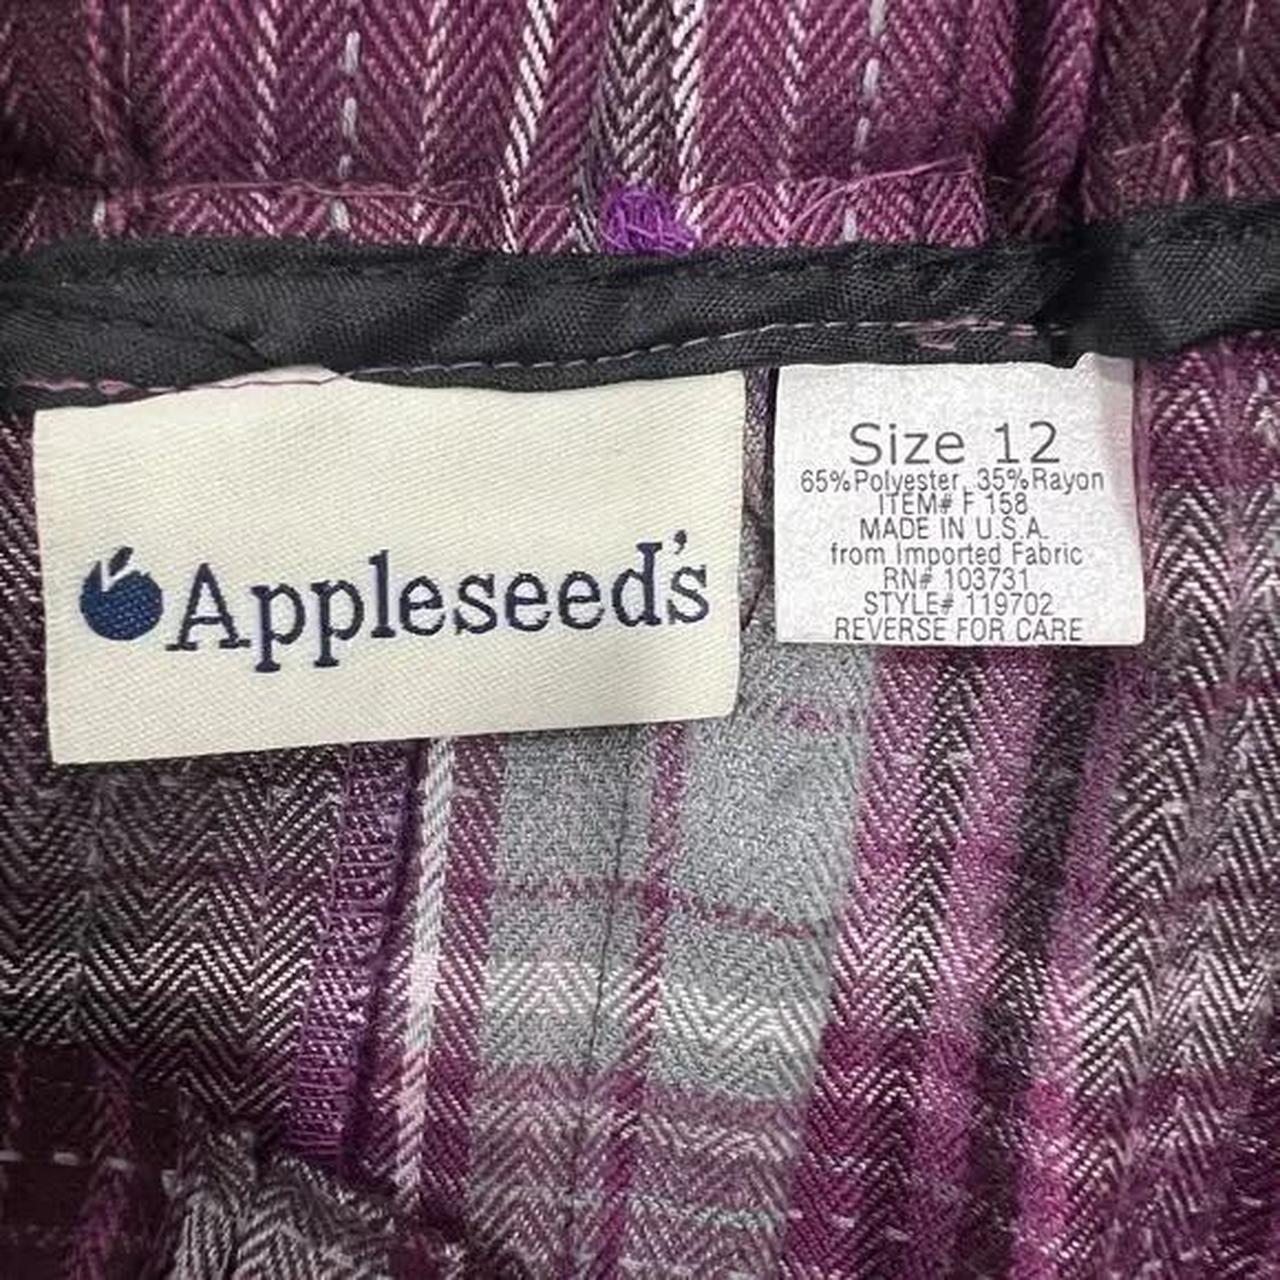 Appleseed's
Size 12
65%Polyester, 35%Rayon
ITEM# F 158
MADE IN U.S.A.
from Imported Fabric
RN# 103731
STYLE# 119702
REVERSE FOR CARE